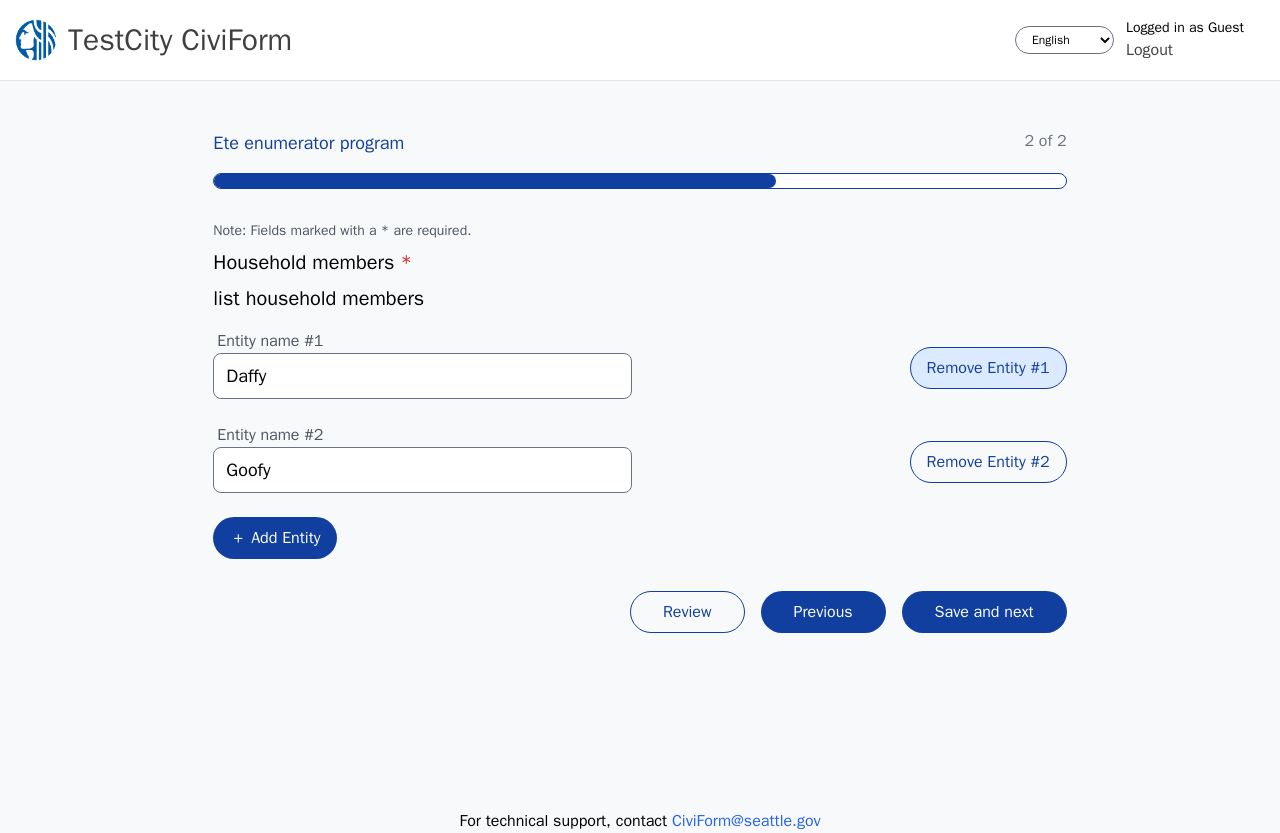 TestCity CiviForm
English
Logged in as Guest
Logout
Ete enumerator program
2 of 2
Note: Fields marked with a * are required.
Household members *
list household members
Entity name #1
Daffy
Remove Entity #1
Entity name #2
Goofy
Remove Entity #2
+ Add Entity
Review
Previous
Save and next
For technical support, contact CiviForm@seattle.gov